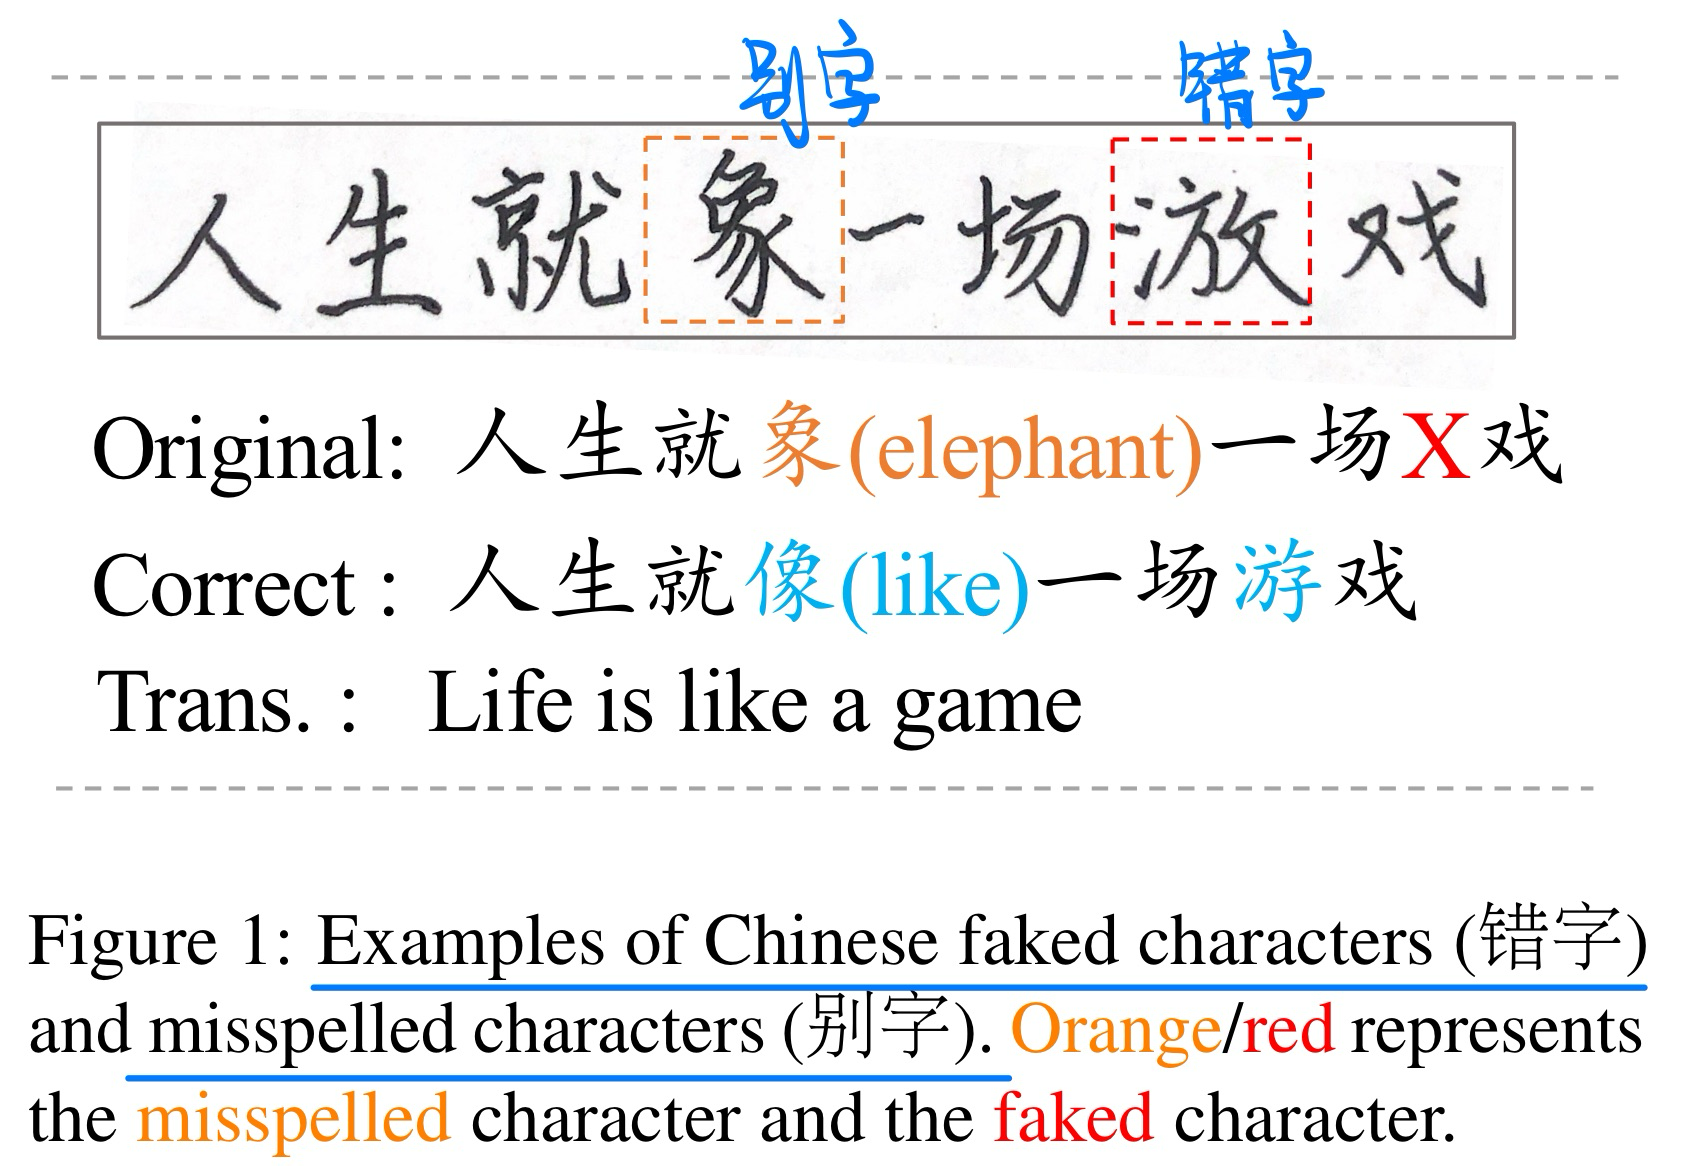 别字 错字
人生就象一场氵放戏
Original: 人生就象(elephant)一场X戏
Correct : 人生就像(like)一场游戏
Trans. : Life is like a game
Figure 1: Examples of Chinese faked characters (错字)
and misspelled characters (别字). Orange/red represents
the misspelled character and the faked character.